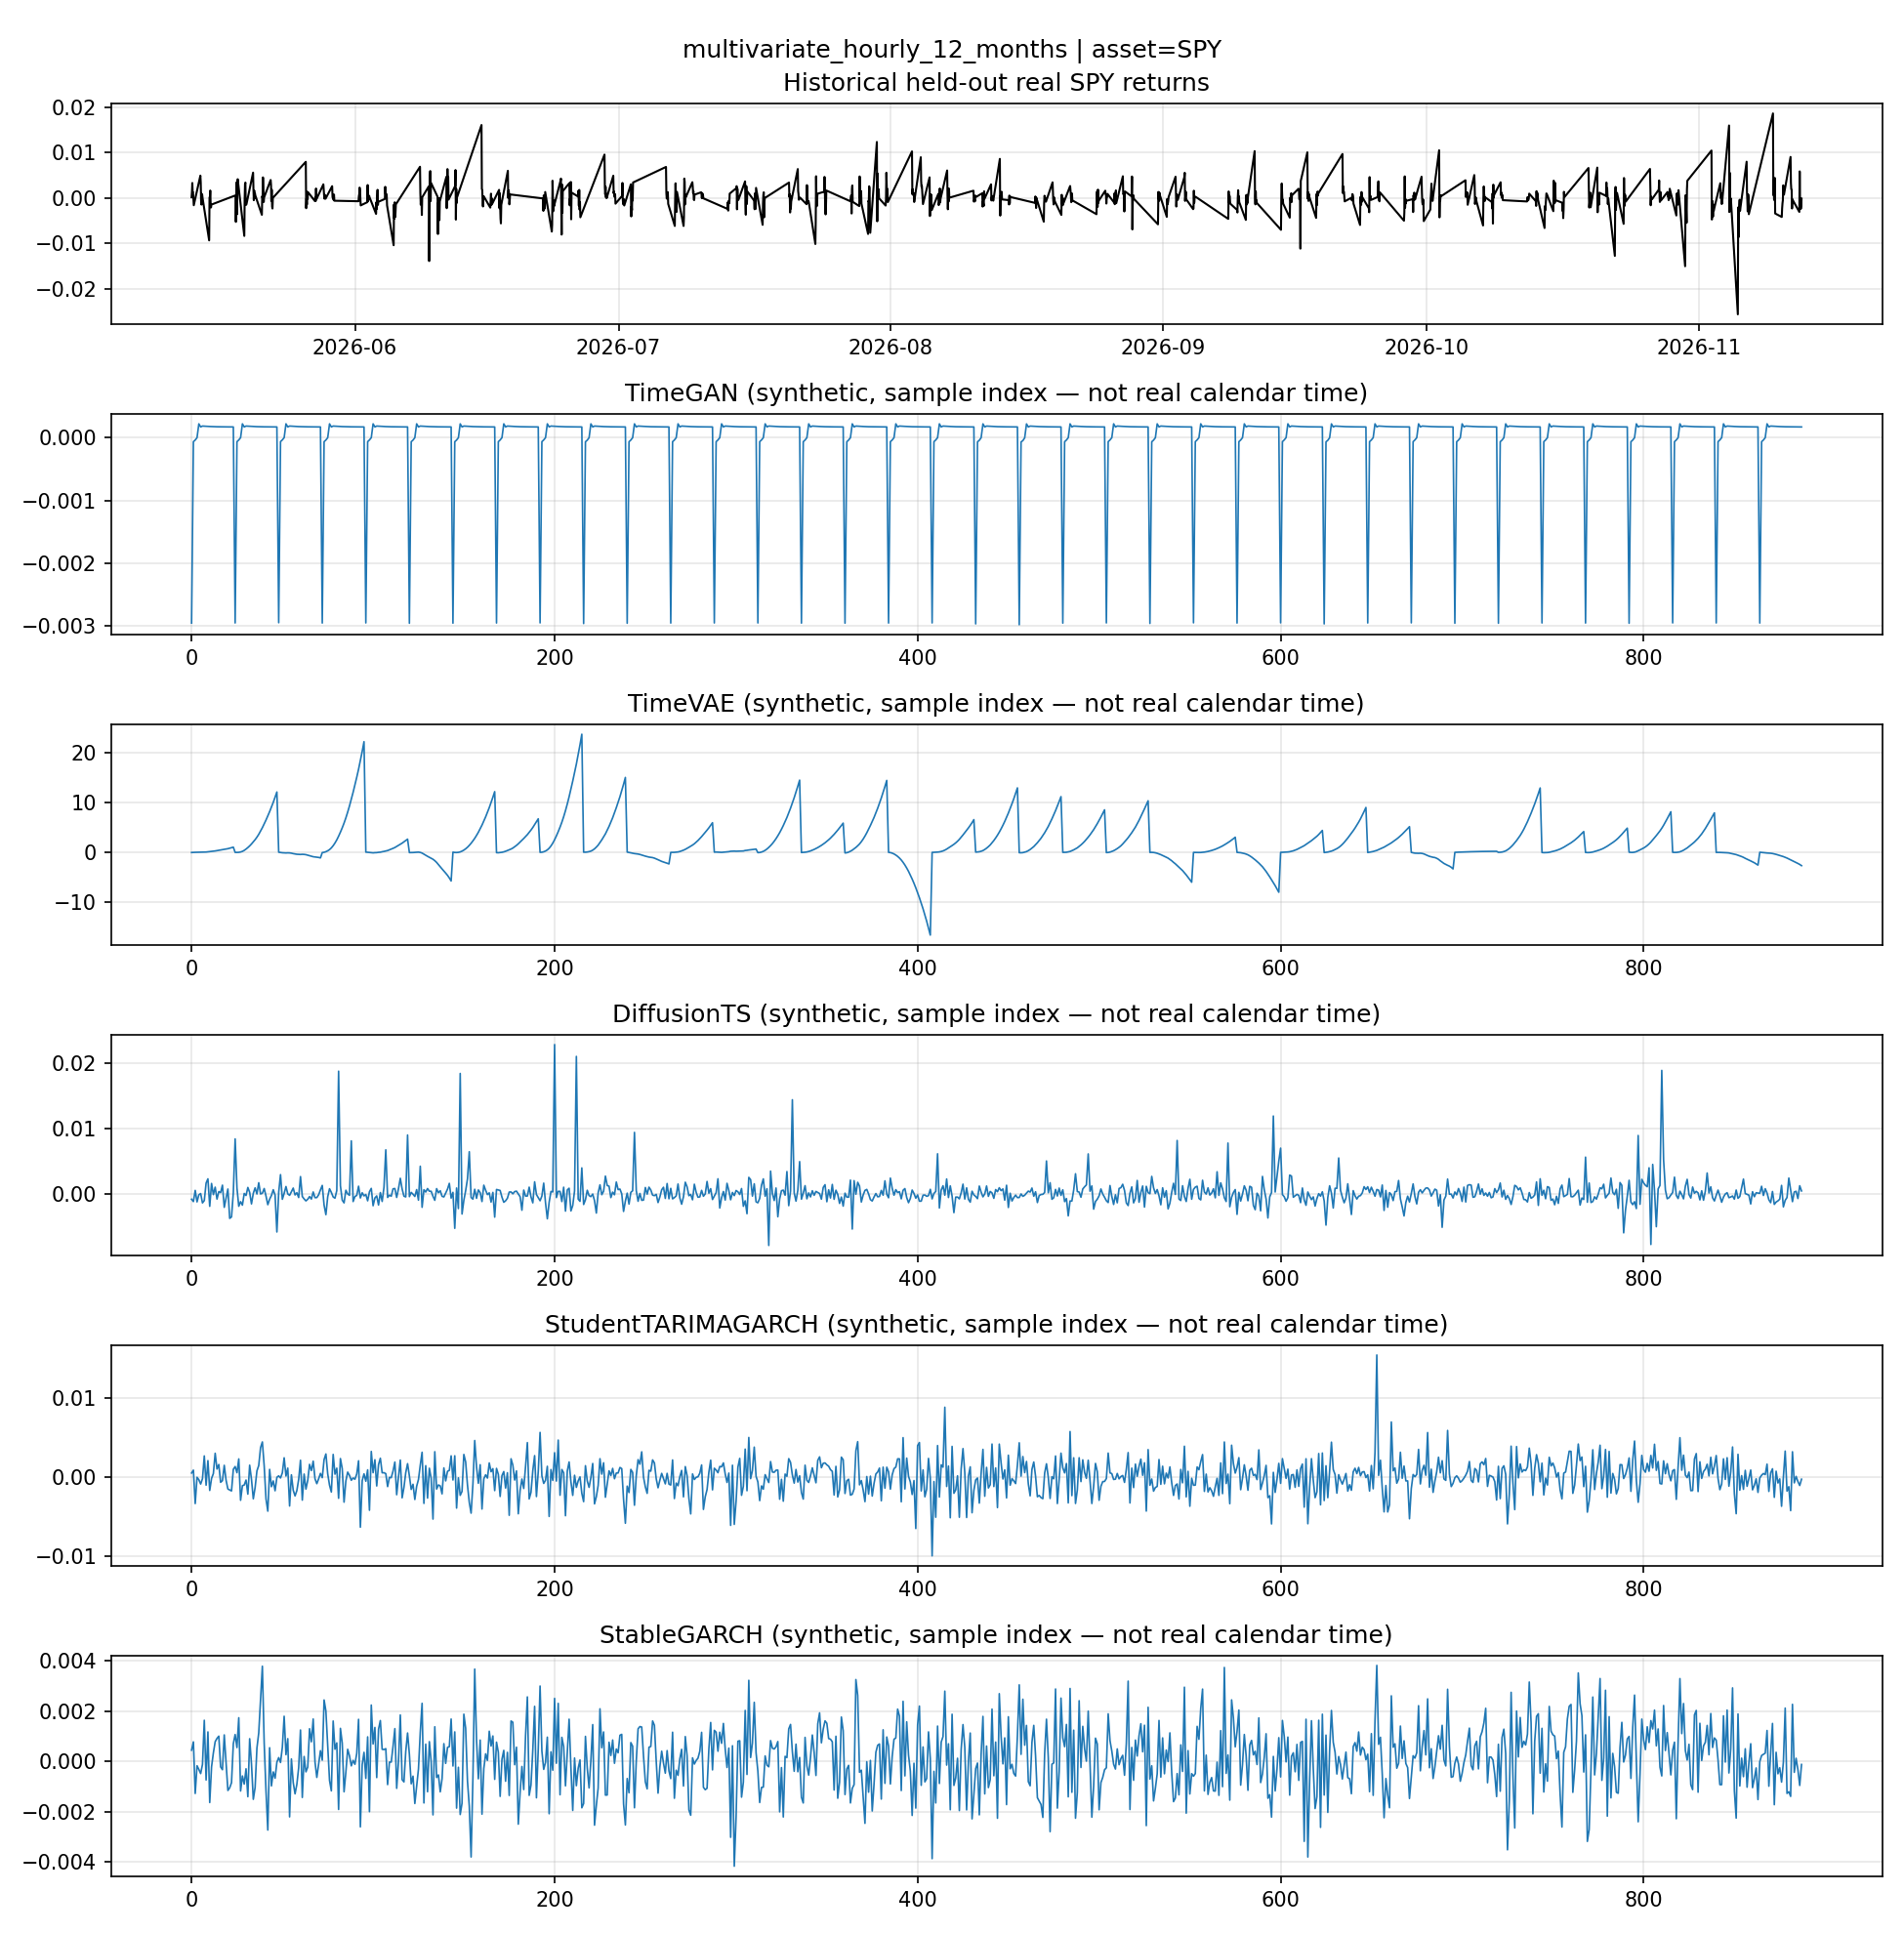 multivariate_hourly_12_months | asset=SPY
Historical held-out real SPY returns
0.02
0.01
0.00
−0.01
−0.02
2026-06 2026-07 2026-08 2026-09 2026-10 2026-11
TimeGAN (synthetic, sample index — not real calendar time)
0.000
−0.001
−0.002
−0.003
0 200 400 600 800
TimeVAE (synthetic, sample index — not real calendar time)
20
10
0
−10
0 200 400 600 800
DiffusionTS (synthetic, sample index — not real calendar time)
0.02
0.01
0.00
0 200 400 600 800
StudentTARIMAGARCH (synthetic, sample index — not real calendar time)
0.01
0.00
−0.01
0 200 400 600 800
StableGARCH (synthetic, sample index — not real calendar time)
0.004
0.002
0.000
−0.002
−0.004
0 200 400 600 800